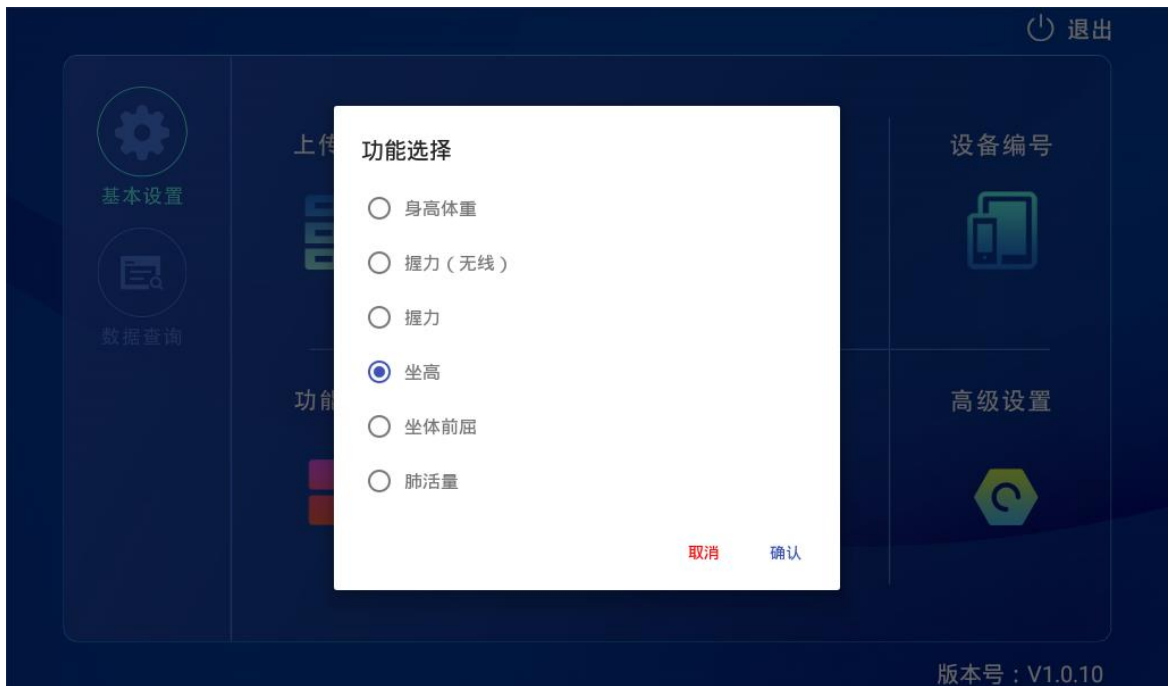 退出
基本设置
数据查询
上传
设备编号
功能
高级设置
功能选择
身高体重
握力（无线）
握力
坐高
坐体前屈
肺活量
取消
确认
版本号：V1.0.10